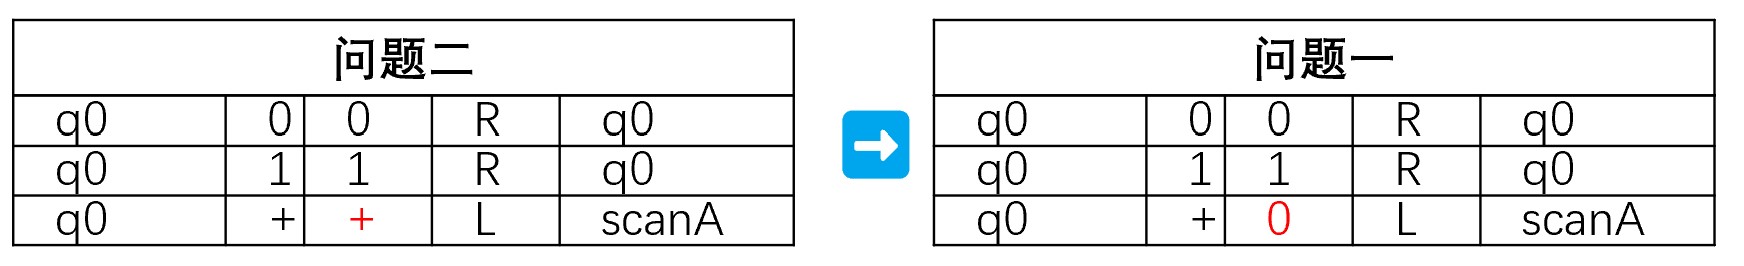 问题二
q0 0 0 R q0
q0 1 1 R q0
q0 + + L scanA
问题一
q0 0 0 R q0
q0 1 1 R q0
q0 + 0 L scanA